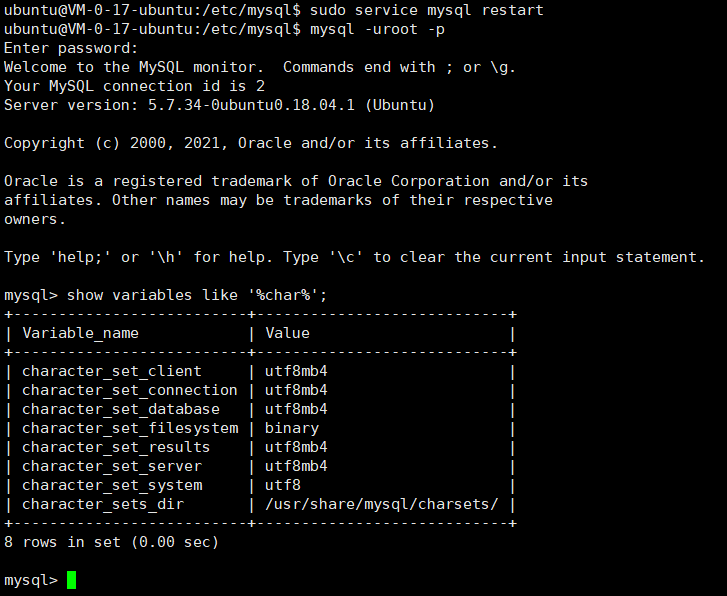 ubuntu@VM-0-17-ubuntu:/etc/mysql$ sudo service mysql restart
ubuntu@VM-0-17-ubuntu:/etc/mysql$ mysql -uroot -p
Enter password:
Welcome to the MySQL monitor.  Commands end with ; or \g.
Your MySQL connection id is 2
Server version: 5.7.34-0ubuntu0.18.04.1 (Ubuntu)

Copyright (c) 2000, 2021, Oracle and/or its affiliates.

Oracle is a registered trademark of Oracle Corporation and/or its
affiliates. Other names may be trademarks of their respective
owners.

Type 'help;' or '\h' for help. Type '\c' to clear the current input statement.

mysql> show variables like '%char%';
+--------------------------+----------------------------+
| Variable_name            | Value                      |
+--------------------------+----------------------------+
| character_set_client     | utf8mb4                    |
| character_set_connection | utf8mb4                    |
| character_set_database   | utf8mb4                    |
| character_set_filesystem | binary                     |
| character_set_results    | utf8mb4                    |
| character_set_server     | utf8mb4                    |
| character_set_system     | utf8                       |
| character_sets_dir       | /usr/share/mysql/charsets/ |
+--------------------------+----------------------------+
8 rows in set (0.00 sec)

mysql>